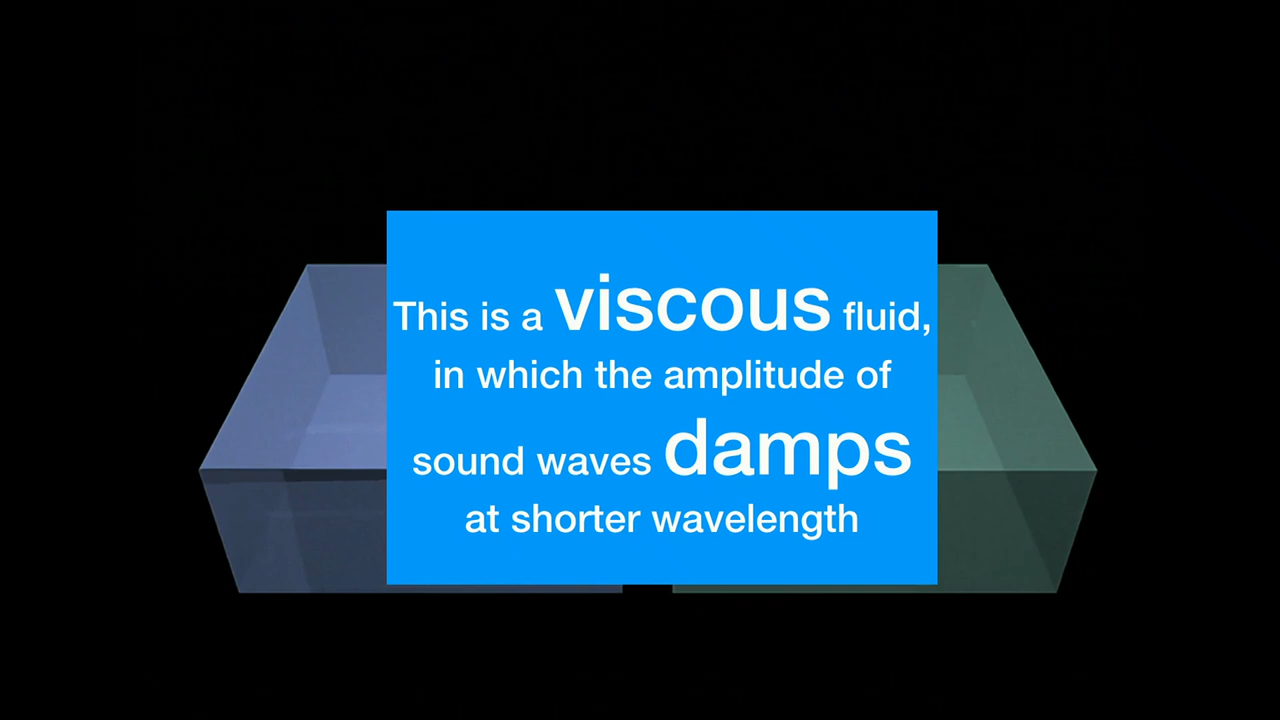 This is a viscous fluid,
in which the amplitude of
sound waves damps
at shorter wavelength